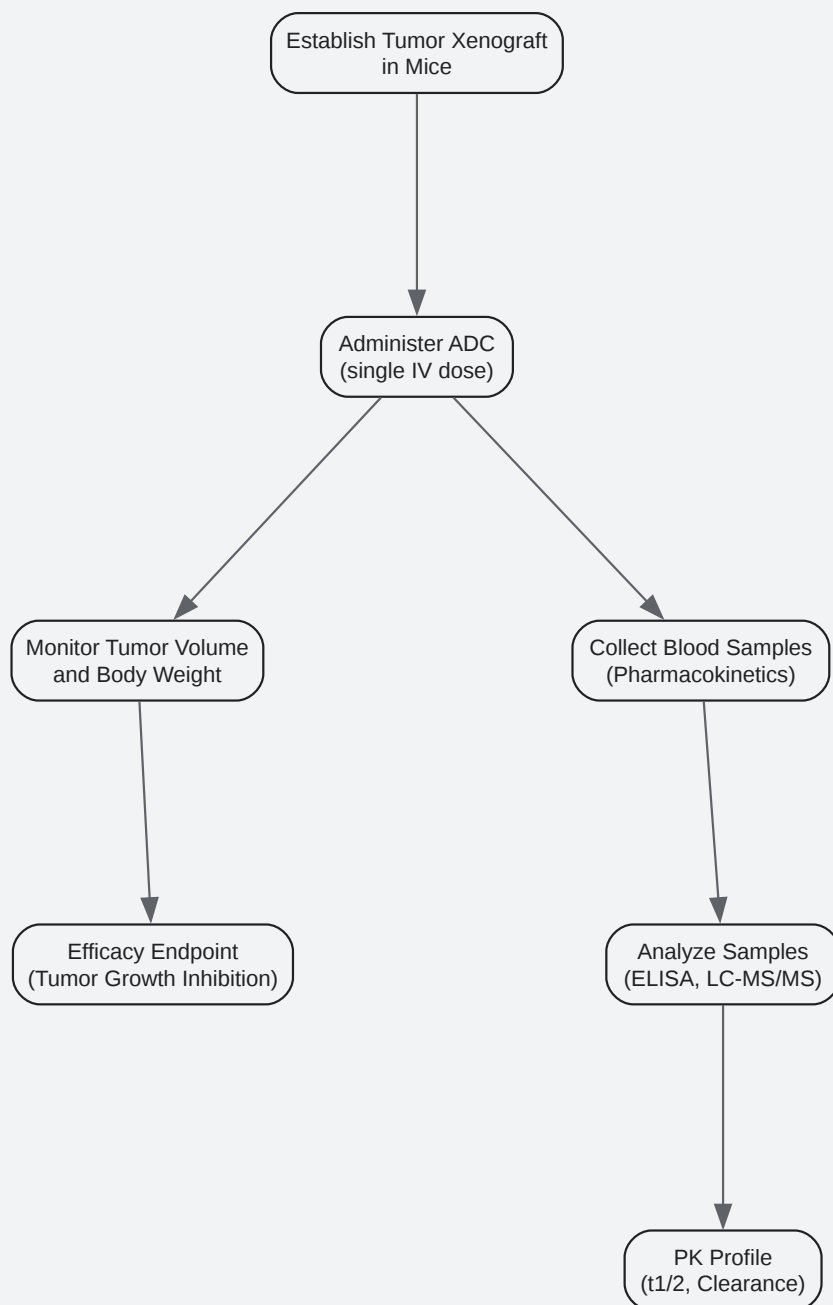 Establish Tumor Xenograft
in Mice
Administer ADC
(single IV dose)
Monitor Tumor Volume
and Body Weight
Collect Blood Samples
(Pharmacokinetics)
Efficacy Endpoint
(Tumor Growth Inhibition)
Analyze Samples
(ELISA, LC-MS/MS)
PK Profile
(t1/2, Clearance)